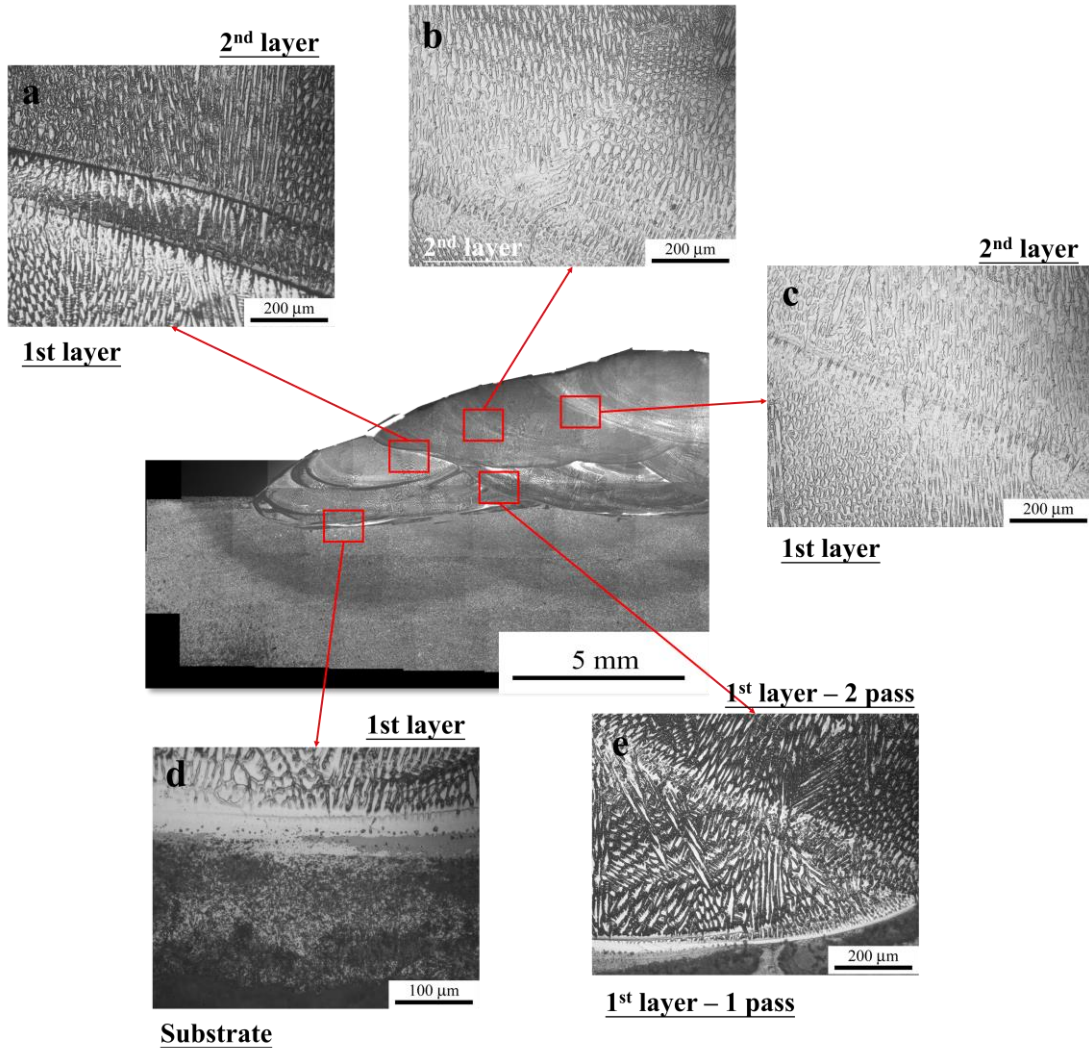 2nd layer
a
200 μm
1st layer
b
2nd layer
200 μm
2nd layer
c
200 μm
1st layer
5 mm
1st layer
d
100 μm
Substrate
1st layer – 2 pass
e
200 μm
1st layer – 1 pass